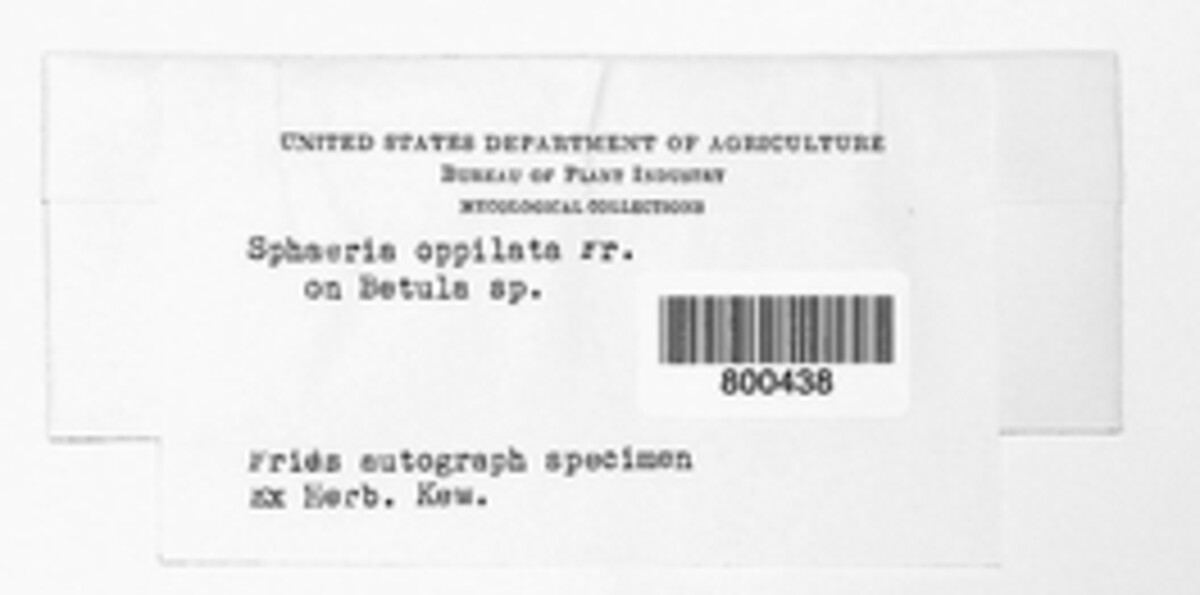 UNITED STATES DEPARTMENT OF AGRICULTURE
BUREAU OF PLANT INDUSTRY
MYCOLOGICAL COLLECTIONS
Sphaeria oppilata Fr.
on Betula sp.
800438
Fries autograph specimen
Ex Herb. Kew.